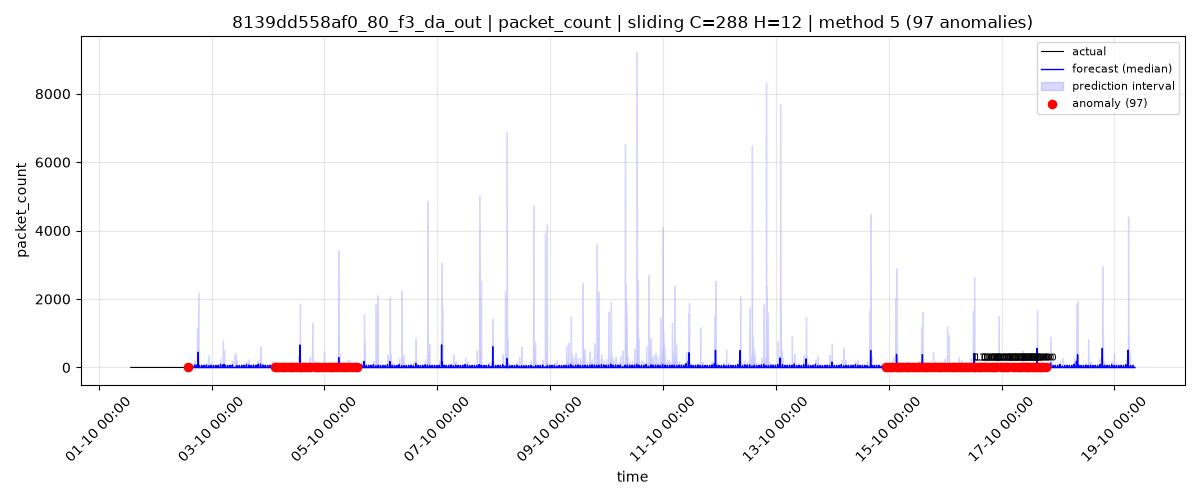 8139dd558af0_80_f3_da_out | packet_count | sliding C=288 H=12 | method 5 (97 anomalies)
actual
forecast (median)
prediction interval
anomaly (97)
packet_count
8000
6000
4000
2000
0
01-10 00:00
03-10 00:00
05-10 00:00
07-10 00:00
09-10 00:00
11-10 00:00
13-10 00:00
15-10 00:00
17-10 00:00
19-10 00:00
time